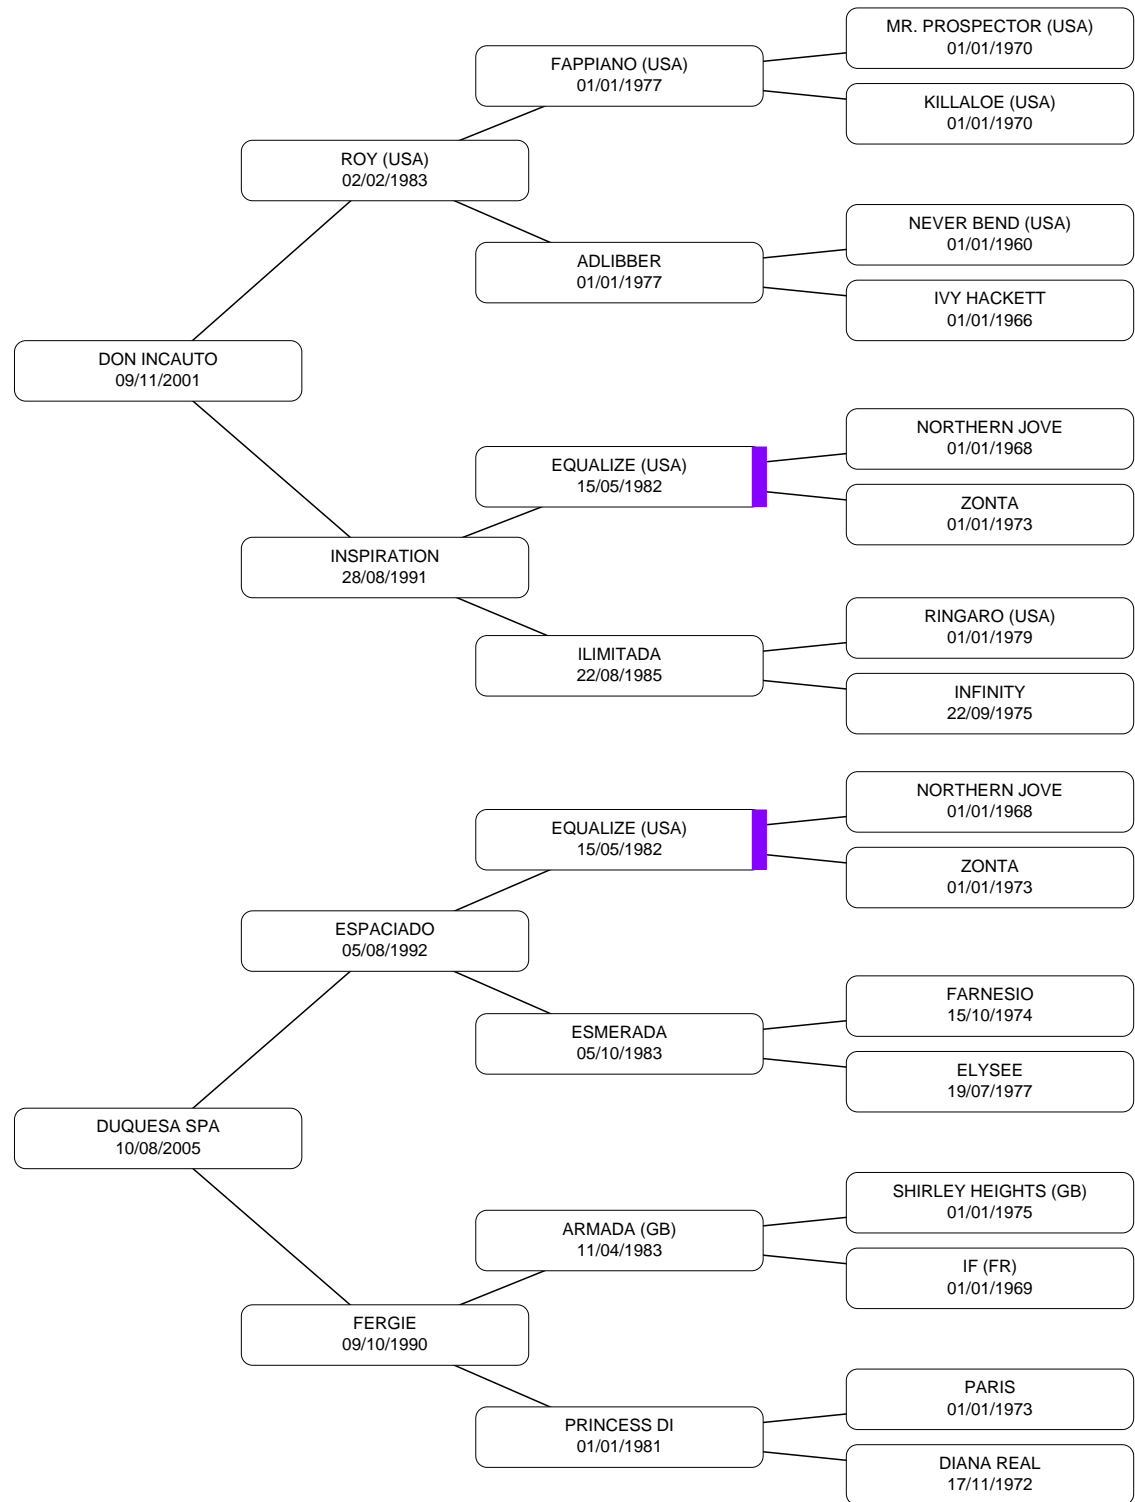 MR. PROSPECTOR (USA)
01/01/1970
FAPPIANO (USA)
01/01/1977
KILLALOE (USA)
01/01/1970
ROY (USA)
02/02/1983
NEVER BEND (USA)
01/01/1960
ADLIBBER
01/01/1977
IVY HACKETT
01/01/1966
DON INCAUTO
09/11/2001
NORTHERN JOVE
01/01/1968
EQUALIZE (USA)
15/05/1982
ZONTA
01/01/1973
INSPIRATION
28/08/1991
RINGARO (USA)
01/01/1979
ILIMITADA
22/08/1985
INFINITY
22/09/1975
NORTHERN JOVE
01/01/1968
EQUALIZE (USA)
15/05/1982
ZONTA
01/01/1973
ESPACIADO
05/08/1992
FARNESIO
15/10/1974
ESMERADA
05/10/1983
ELYSEE
19/07/1977
DUQUESA SPA
10/08/2005
SHIRLEY HEIGHTS (GB)
01/01/1975
ARMADA (GB)
11/04/1983
IF (FR)
01/01/1969
FERGIE
09/10/1990
PARIS
01/01/1973
PRINCESS DI
01/01/1981
DIANA REAL
17/11/1972